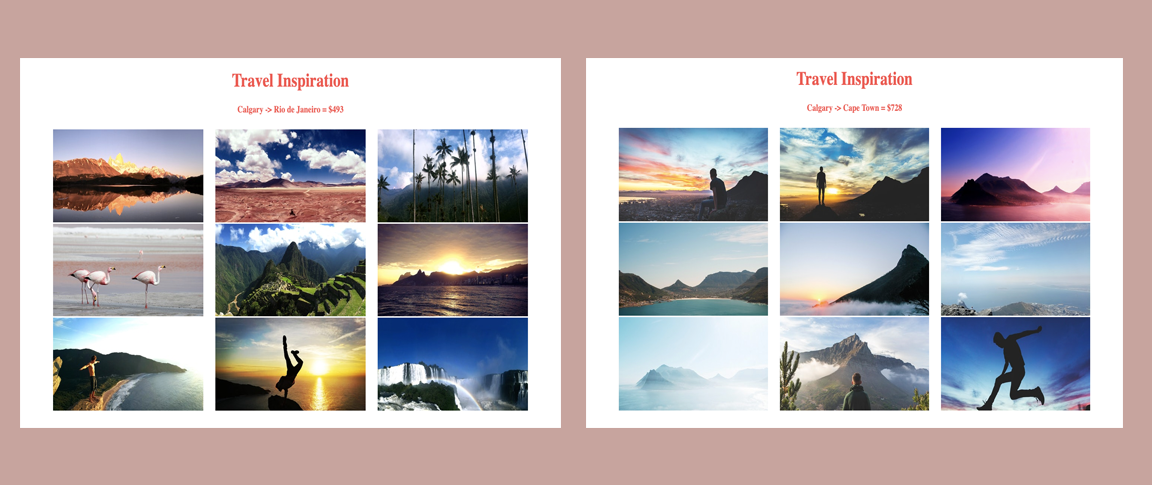 Travel Inspiration
Calgary -> Rio de Janeiro = $493
Travel Inspiration
Calgary -> Cape Town = $728